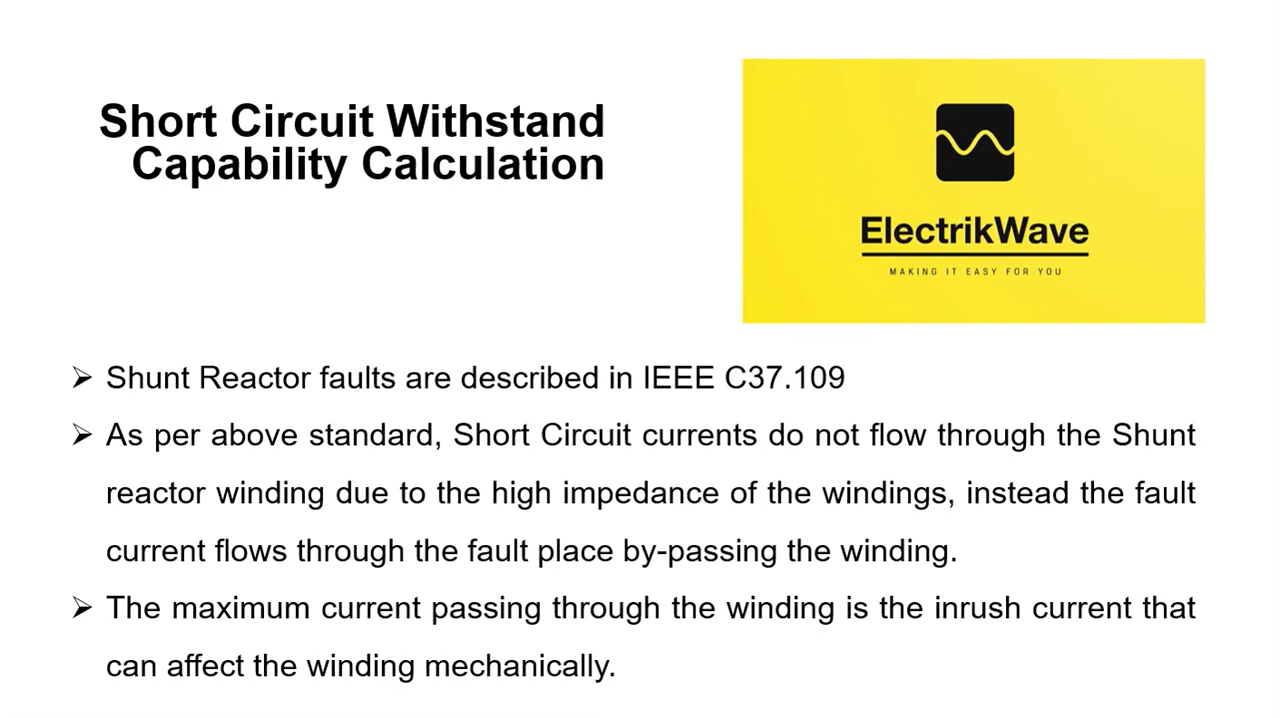 Short Circuit Withstand
Capability Calculation
ElectrikWave
MAKING IT EASY FOR YOU
➢ Shunt Reactor faults are described in IEEE C37.109
➢ As per above standard, Short Circuit currents do not flow through the Shunt
reactor winding due to the high impedance of the windings, instead the fault
current flows through the fault place by-passing the winding.
➢ The maximum current passing through the winding is the inrush current that
can affect the winding mechanically.